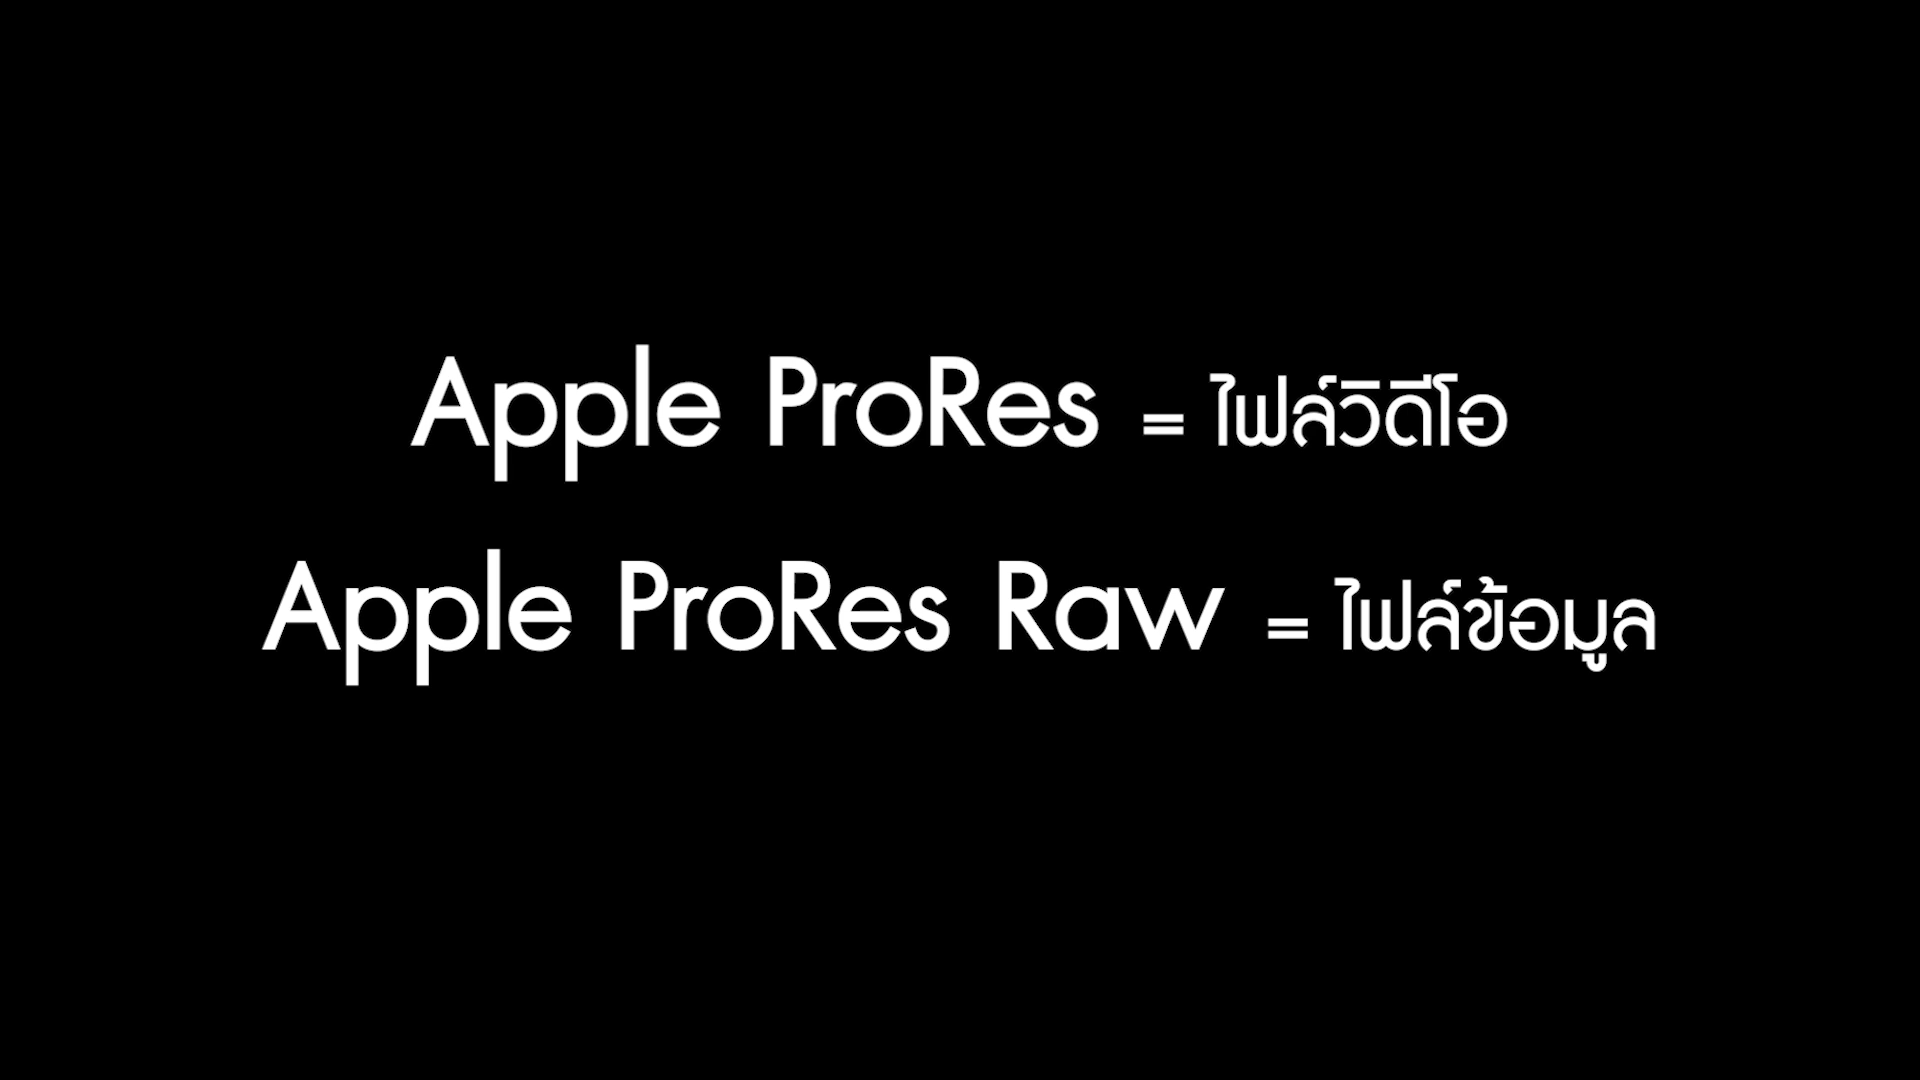 Apple ProRes = ไฟล์วิดีโอ
Apple ProRes Raw = ไฟล์ข้อมูล